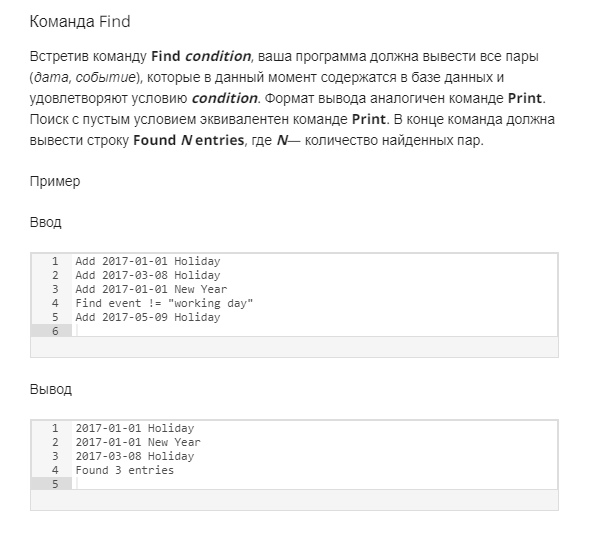 Команда Find
Встретив команду Find condition, ваша программа должна вывести все пары
(дата, событие), которые в данный момент содержатся в базе данных и
удовлетворяют условию condition. Формат вывода аналогичен команде Print.
Поиск с пустым условием эквивалентен команде Print. В конце команда должна
вывести строку Found N entries, где N— количество найденных пар.
Пример
Ввод
1 Add 2017-01-01 Holiday
2 Add 2017-03-08 Holiday
3 Add 2017-01-01 New Year
4 Find event != "working day"
5 Add 2017-05-09 Holiday
6
Вывод
1 2017-01-01 Holiday
2 2017-01-01 New Year
3 2017-03-08 Holiday
4 Found 3 entries
5